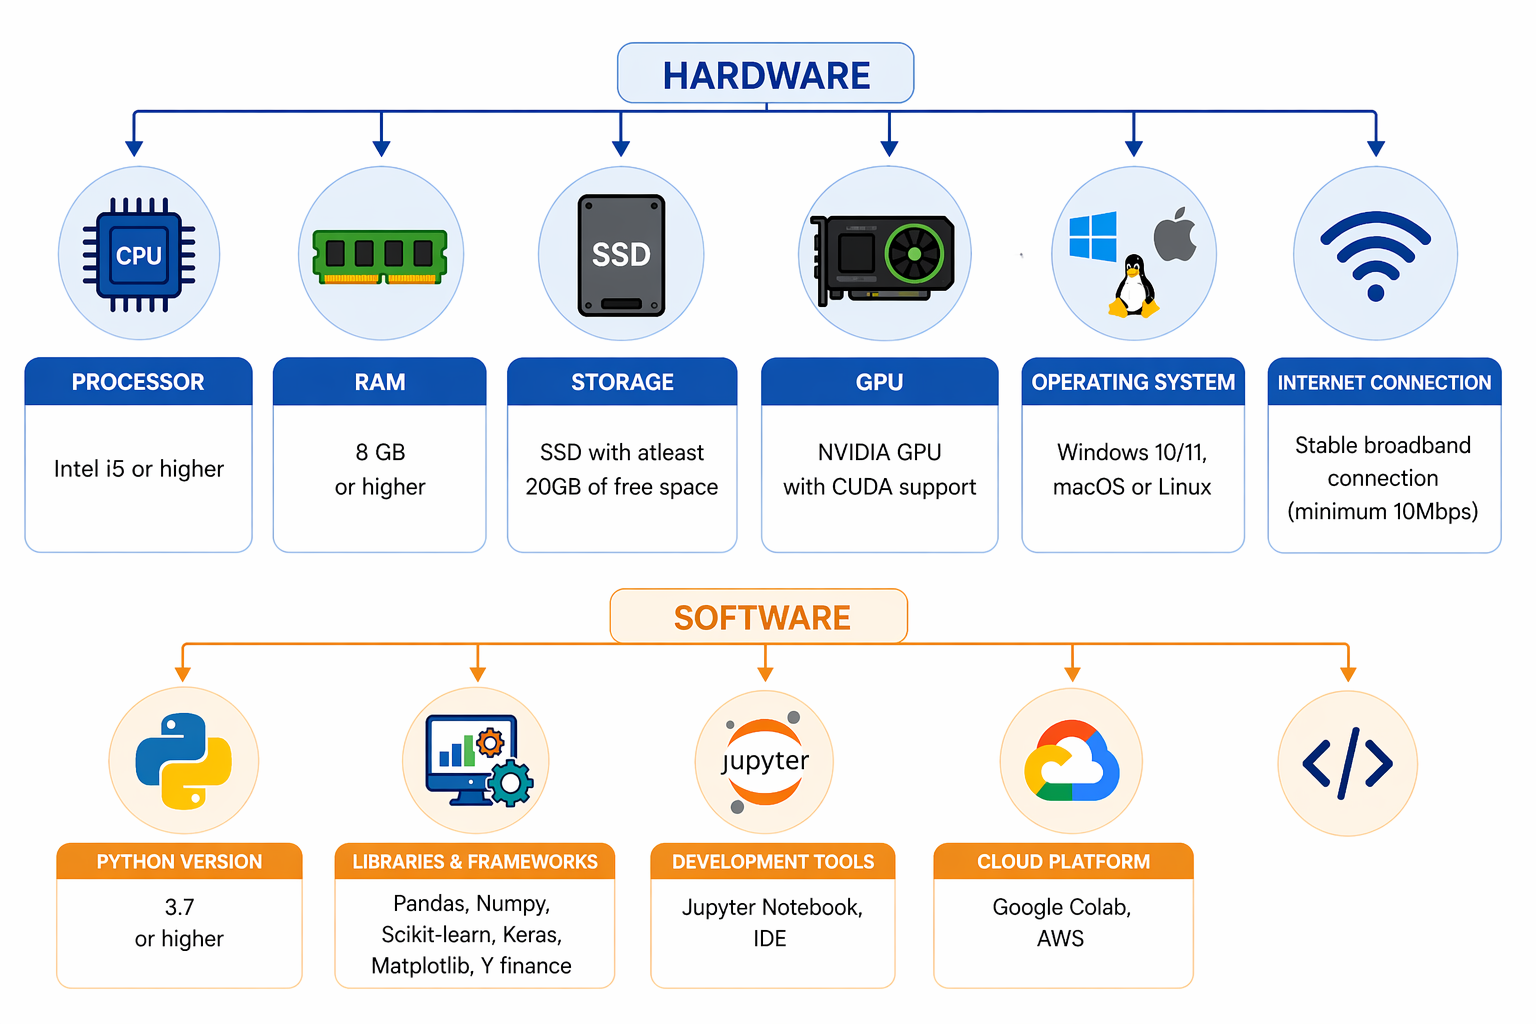 HARDWARE
CPU
SSD
PROCESSOR
Intel i5 or higher
RAM
8 GB
or higher
STORAGE
SSD with atleast
20GB of free space
GPU
NVIDIA GPU
with CUDA support
OPERATING SYSTEM
Windows 10/11,
macOS or Linux
INTERNET CONNECTION
Stable broadband
connection
(minimum 10Mbps)
SOFTWARE
jupyter
</>
PYTHON VERSION
3.7
or higher
LIBRARIES & FRAMEWORKS
Pandas, Numpy,
Scikit-learn, Keras,
Matplotlib, Y finance
DEVELOPMENT TOOLS
Jupyter Notebook,
IDE
CLOUD PLATFORM
Google Colab,
AWS